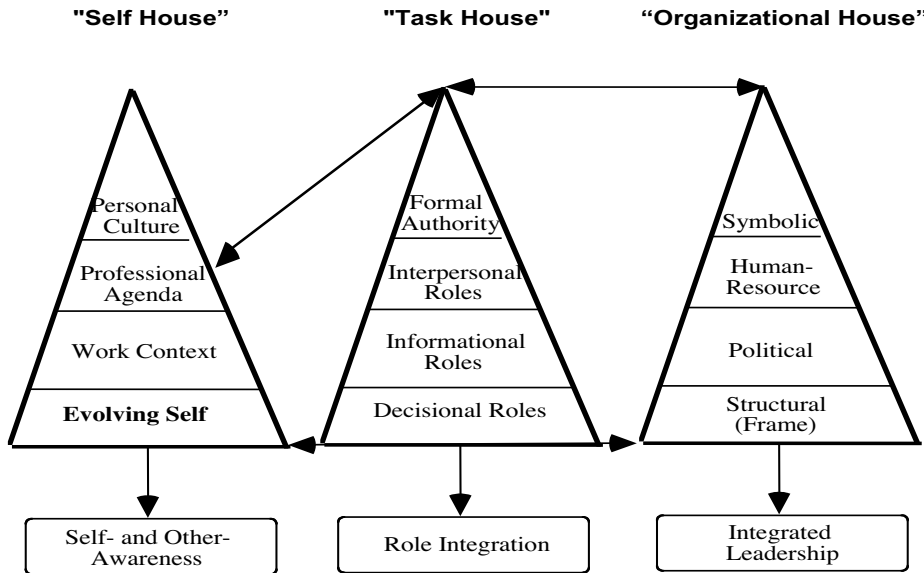 "Self House”
"Task House"
“Organizational House”
Personal
Culture
Professional
Agenda
Work Context
Evolving Self
Self- and Other-
Awareness
Formal
Authority
Interpersonal
Roles
Informational
Roles
Decisional Roles
Role Integration
Symbolic
Human-
Resource
Political
Structural
(Frame)
Integrated
Leadership